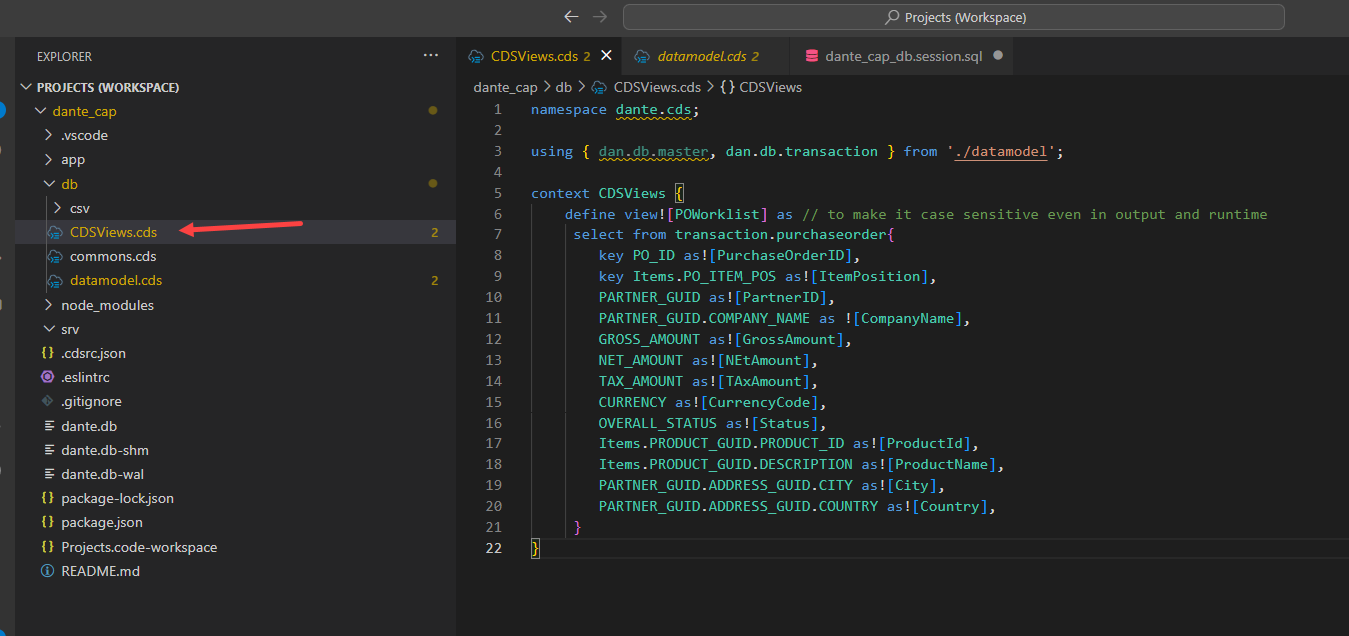 Projects (Workspace)
EXPLORER
PROJECTS (WORKSPACE)
dante_cap
.vscode
app
db
csv
CDSViews.cds 2
commons.cds
datamodel.cds 2
node_modules
srv
.cdsrc.json
.eslintrc
.gitignore
dante.db
dante.db-shm
dante.db-wal
package-lock.json
package.json
Projects.code-workspace
README.md
CDSViews.cds 2 datamodel.cds 2 dante_cap_db.session.sql
dante_cap > db > CDSViews.cds > {} CDSViews
1 namespace dante.cds;
2
3 using { dan.db.master, dan.db.transaction } from './datamodel';
4
5 context CDSViews {
6 define view![POWorklist] as // to make it case sensitive even in output and runtime
7 select from transaction.purchaseorder{
8 key PO_ID as![PurchaseOrderID],
9 key Items.PO_ITEM_POS as![ItemPosition],
10 PARTNER_GUID as![PartnerID],
11 PARTNER_GUID.COMPANY_NAME as ![CompanyName],
12 GROSS_AMOUNT as![GrossAmount],
13 NET_AMOUNT as![NEtAmount],
14 TAX_AMOUNT as![TAxAmount],
15 CURRENCY as![CurrencyCode],
16 OVERALL_STATUS as![Status],
17 Items.PRODUCT_GUID.PRODUCT_ID as![ProductId],
18 Items.PRODUCT_GUID.DESCRIPTION as![ProductName],
19 PARTNER_GUID.ADDRESS_GUID.CITY as![City],
20 PARTNER_GUID.ADDRESS_GUID.COUNTRY as![Country],
21 }
22 }